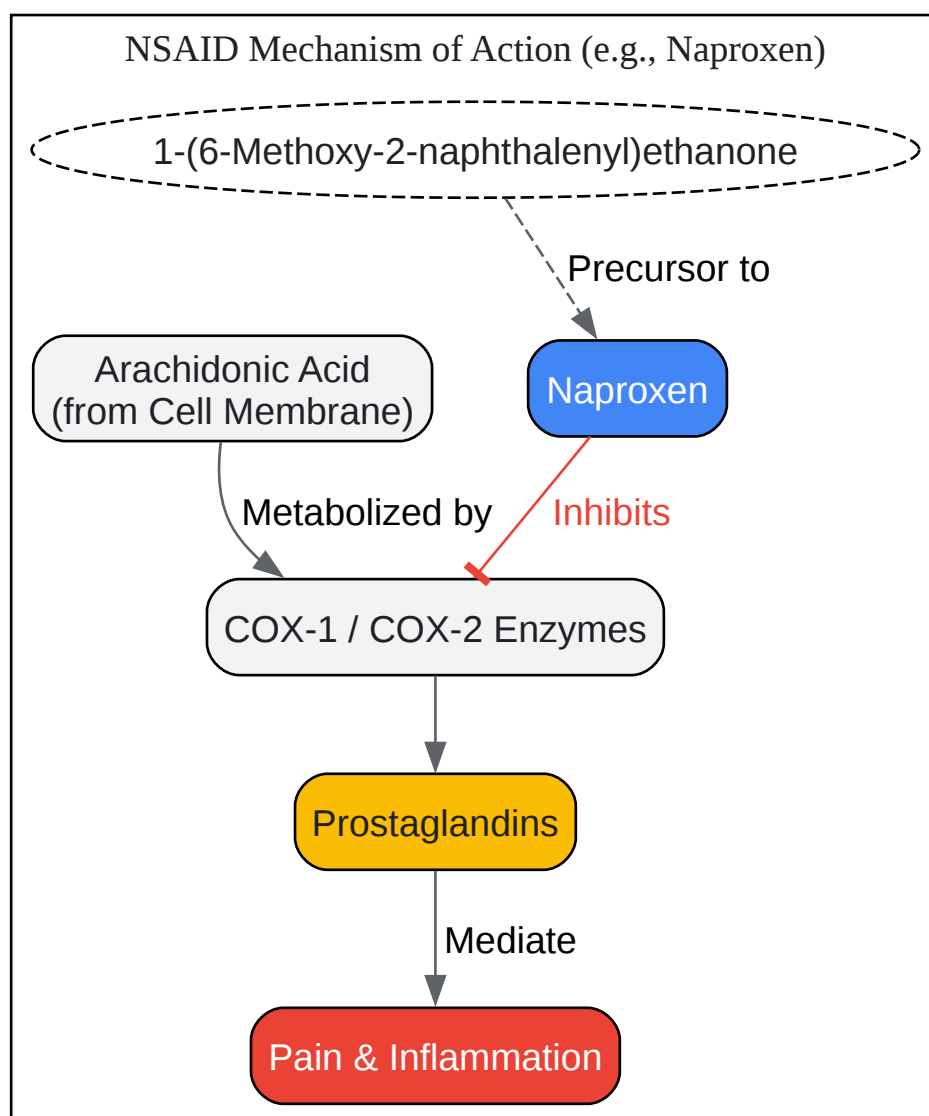 NSAID Mechanism of Action (e.g., Naproxen)
1-(6-Methoxy-2-naphthalenyl)ethanone
Precursor to
Arachidonic Acid
(from Cell Membrane)
Naproxen
Metabolized by
Inhibits
COX-1 / COX-2 Enzymes
Prostaglandins
Mediate
Pain & Inflammation